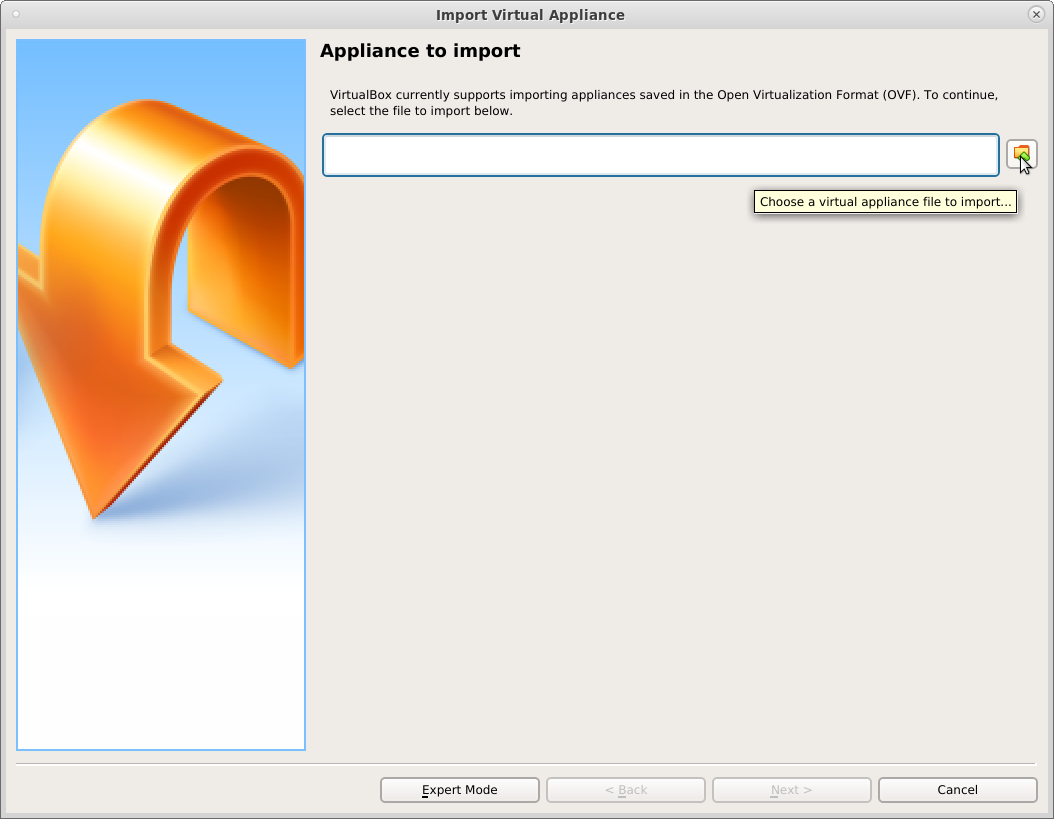 Import Virtual Appliance
Appliance to import
VirtualBox currently supports importing appliances saved in the Open Virtualization Format (OVF). To continue,
select the file to import below.
Choose a virtual appliance file to import...
Expert Mode
< Back
Next >
Cancel